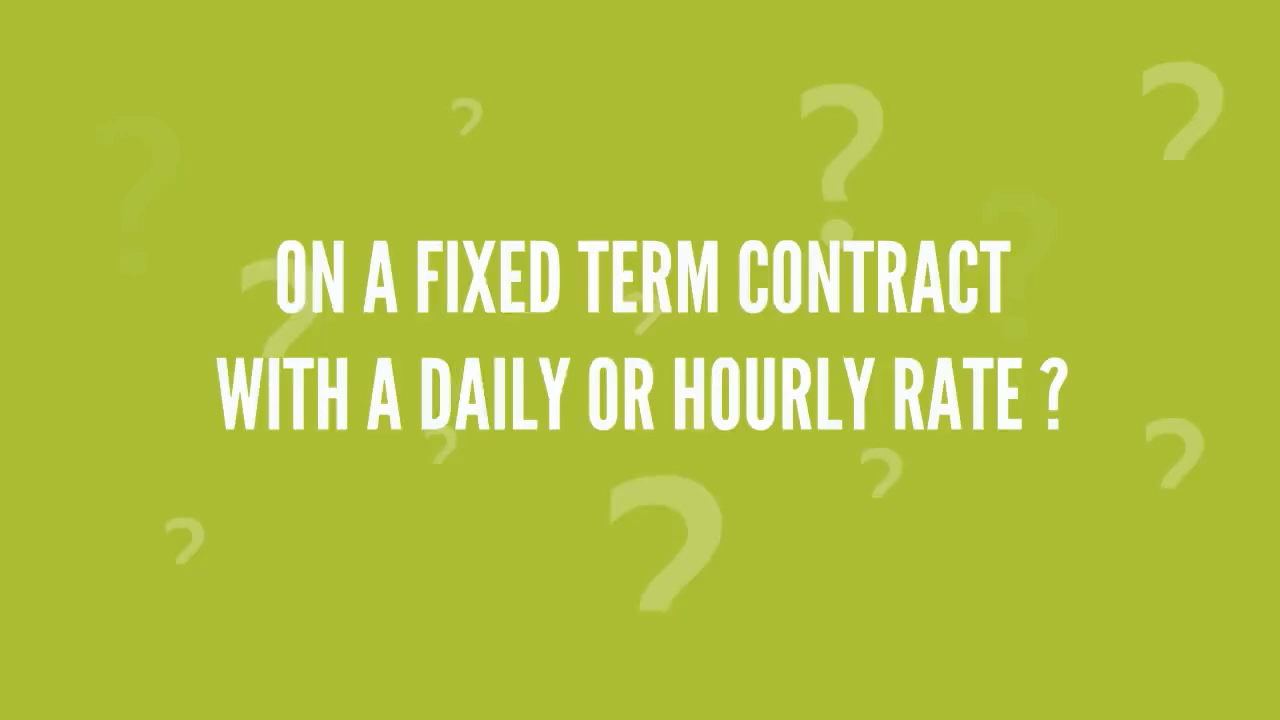 ON A FIXED TERM CONTRACT
WITH A DAILY OR HOURLY RATE ?